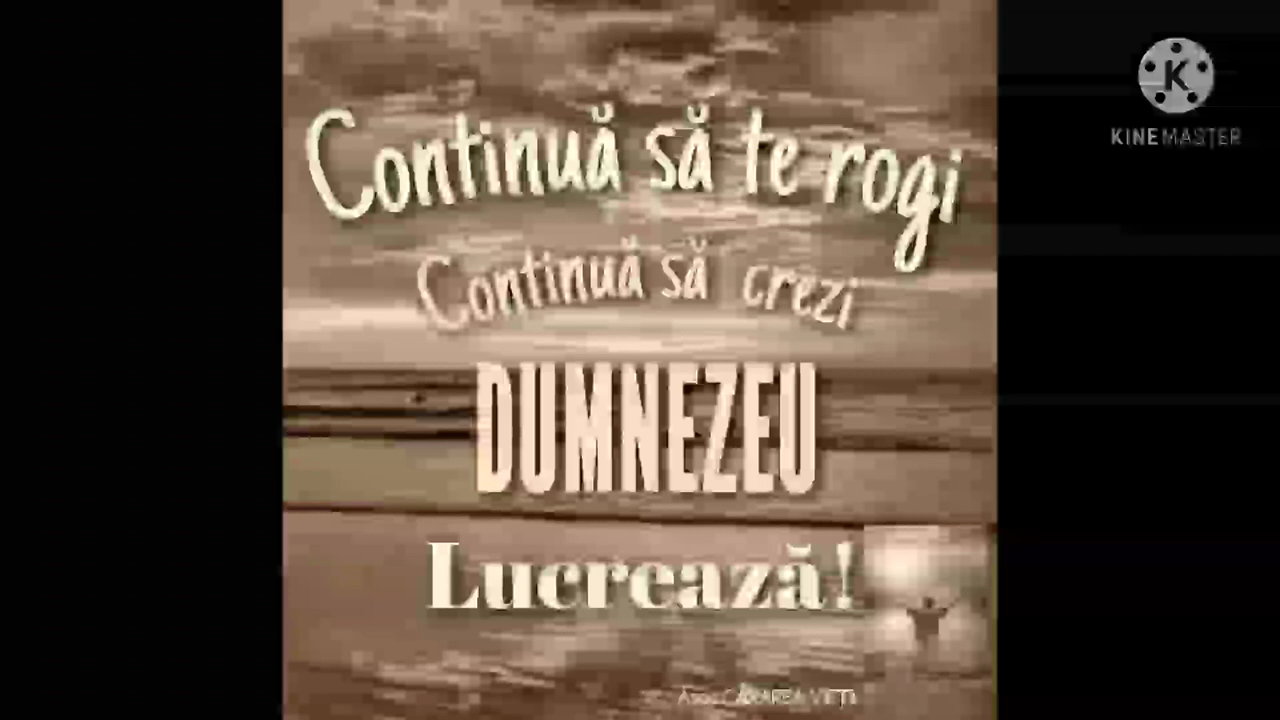 Continuă să te rogi
KINEMASTER
Continuă să crezi
DUMNEZEU
Lucrează!